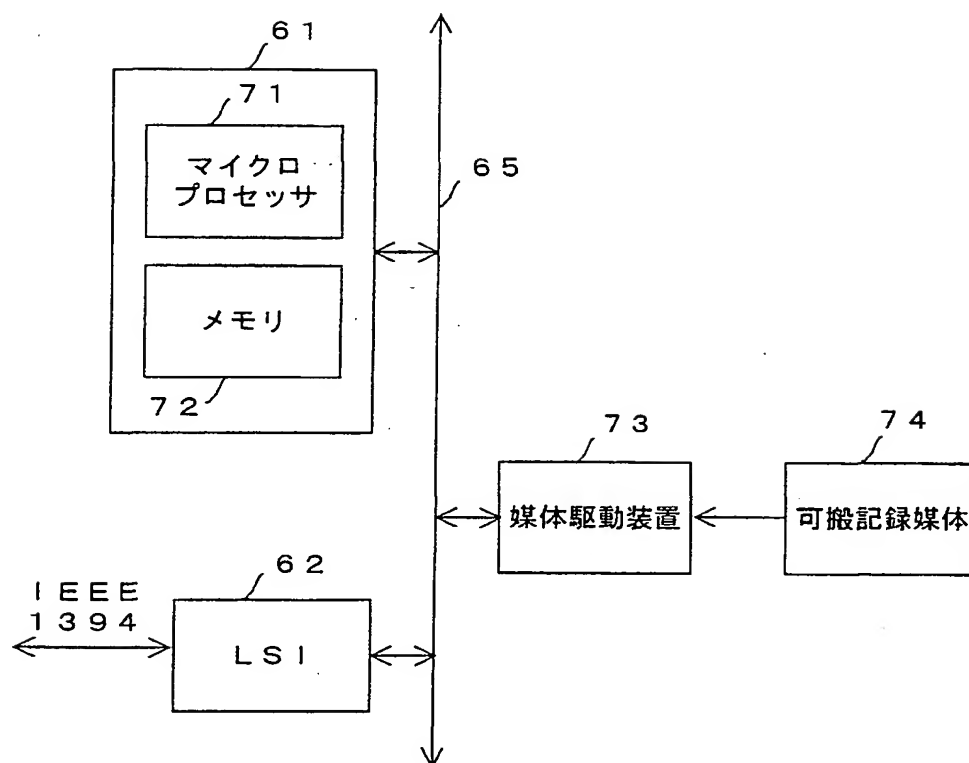 ６１
７１
マイクロ
プロセッサ
６５
メモリ
７２
７３
７４
媒体駆動装置
可搬記録媒体
６２
ＩＥＥＥ
１３９４
ＬＳＩ